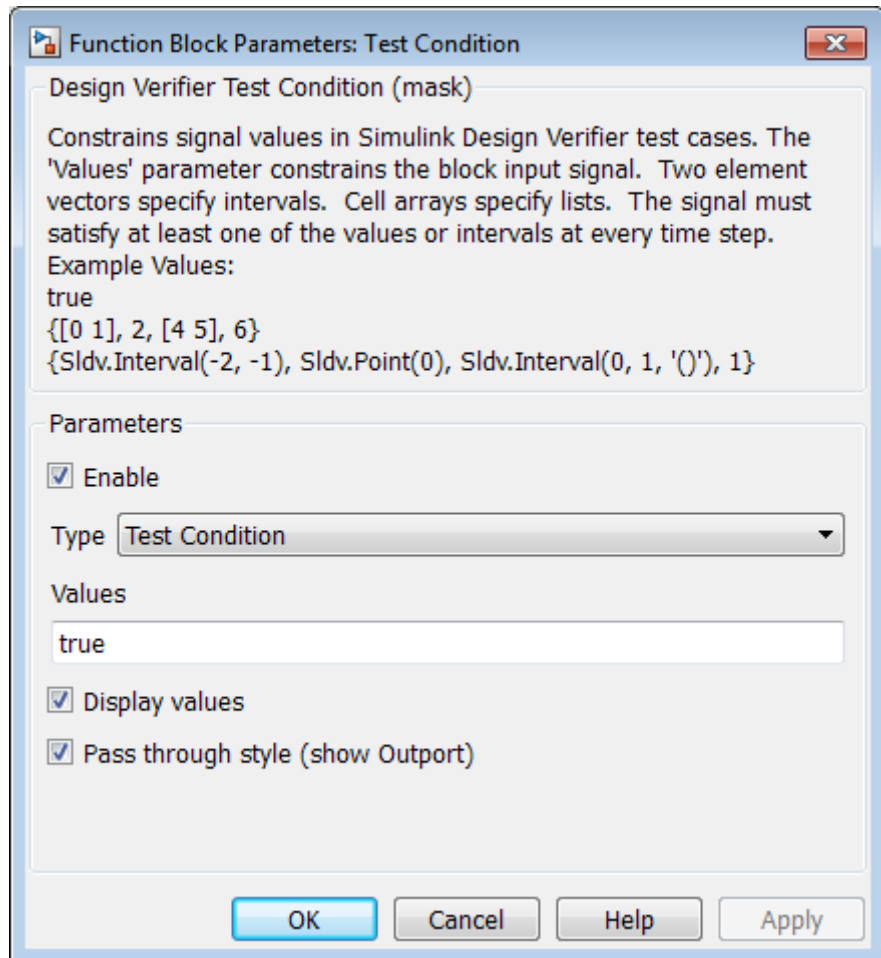 Function Block Parameters: Test Condition
Design Verifier Test Condition (mask)
Constrains signal values in Simulink Design Verifier test cases. The
'Values' parameter constrains the block input signal.  Two element
vectors specify intervals.  Cell arrays specify lists.  The signal must
satisfy at least one of the values or intervals at every time step.
Example Values:
true
{[0 1], 2, [4 5], 6}
{Sldv.Interval(-2, -1), Sldv.Point(0), Sldv.Interval(0, 1, '()'), 1}
Parameters
Enable
Type Test Condition
Values
true
Display values
Pass through style (show Outport)
OK Cancel Help Apply